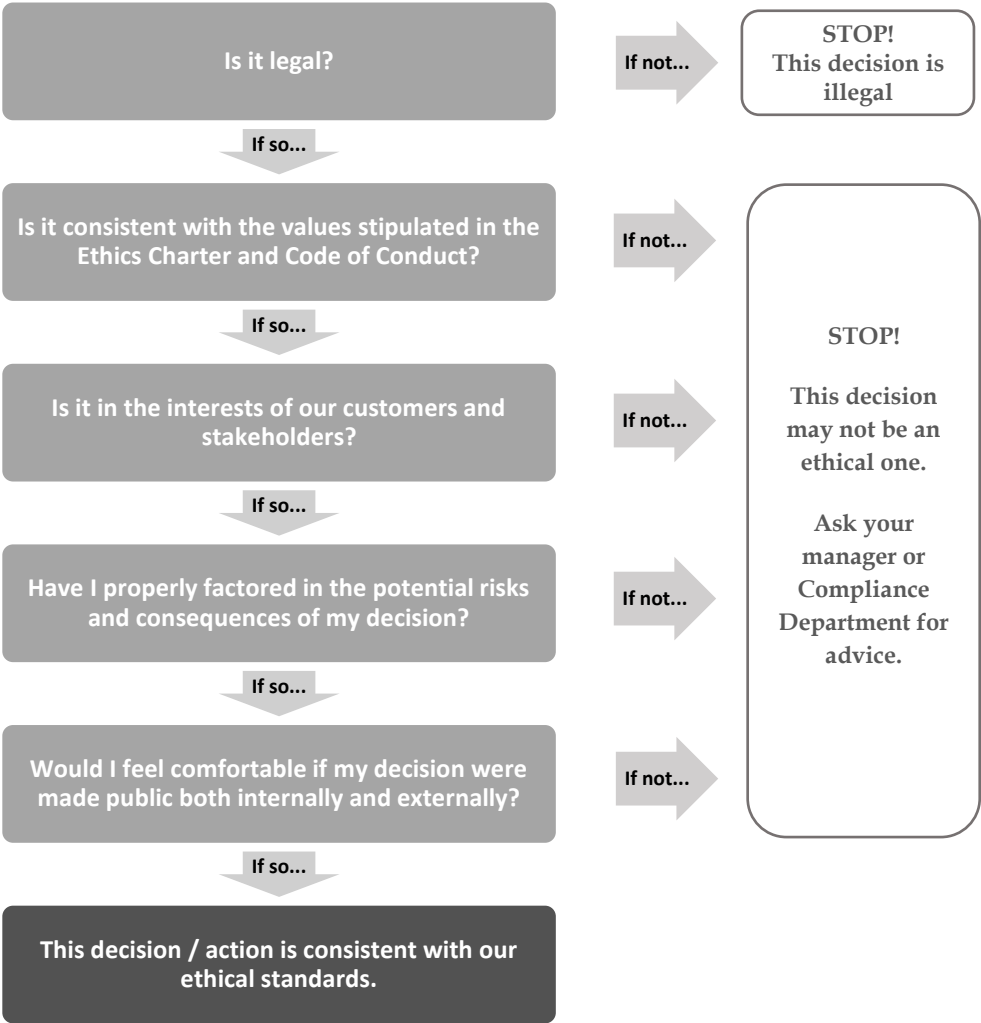 Is it legal?
If not...
STOP!
This decision is
illegal
If so...
Is it consistent with the values stipulated in the
Ethics Charter and Code of Conduct?
If not...
If so...
Is it in the interests of our customers and
stakeholders?
If not...
If so...
Have I properly factored in the potential risks
and consequences of my decision?
If not...
If so...
Would I feel comfortable if my decision were
made public both internally and externally?
If not...
STOP!
This decision
may not be an
ethical one.
Ask your
manager or
Compliance
Department for
advice.
If so...
This decision / action is consistent with our
ethical standards.